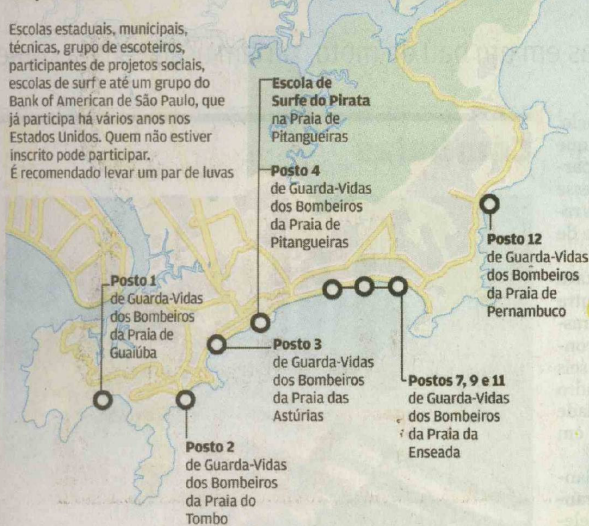 Escolas estaduais, municipais,
técnicas, grupo de escoteiros,
participantes de projetos sociais,
escolas de surf e até um grupo do
Bank of American de São Paulo, que
já participa há vários anos nos
Estados Unidos. Quem não estiver
inscrito pode participar.
É recomendado levar um par de luvas
Escola de
Surfe do Pirata
na Praia de
Pitangueiras
Posto 4
de Guarda-Vidas
dos Bombeiros
da Praia de
Pitangueiras
Posto 12
de Guarda-Vidas
dos Bombeiros
da Praia de
Pernambuco
Posto 1
de Guarda-Vidas
dos Bombeiros
da Praia de
Guaiúba
Posto 3
de Guarda-Vidas
dos Bombeiros
da Praia das
Astúrias
Postos 7, 9 e 11
de Guarda-Vidas
dos Bombeiros
da Praia da
Enseada
Posto 2
de Guarda-Vidas
dos Bombeiros
da Praia do
Tombo